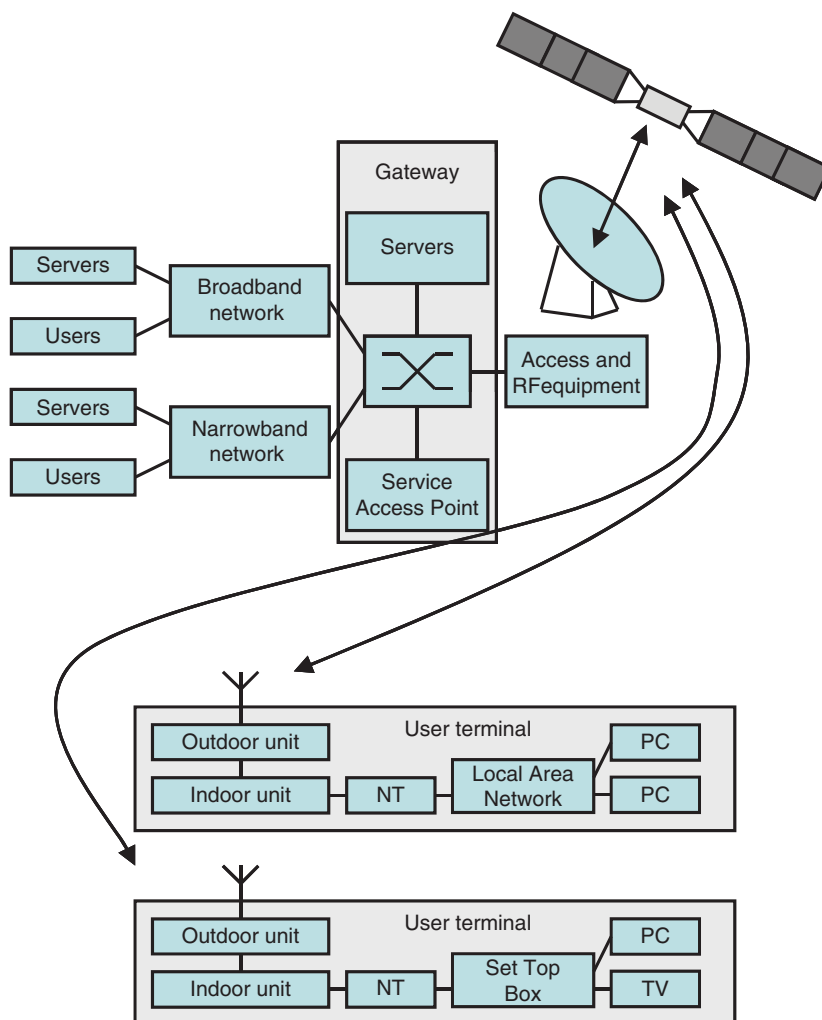 Gateway
Servers
Servers
Broadband
network
Users
Access and
RFequipment
Servers
Narrowband
network
Users
Service
Access Point
User terminal
Outdoor unit
PC
Indoor unit
NT
Local Area
Network
PC
User terminal
Outdoor unit
PC
Indoor unit
NT
Set Top
Box
TV